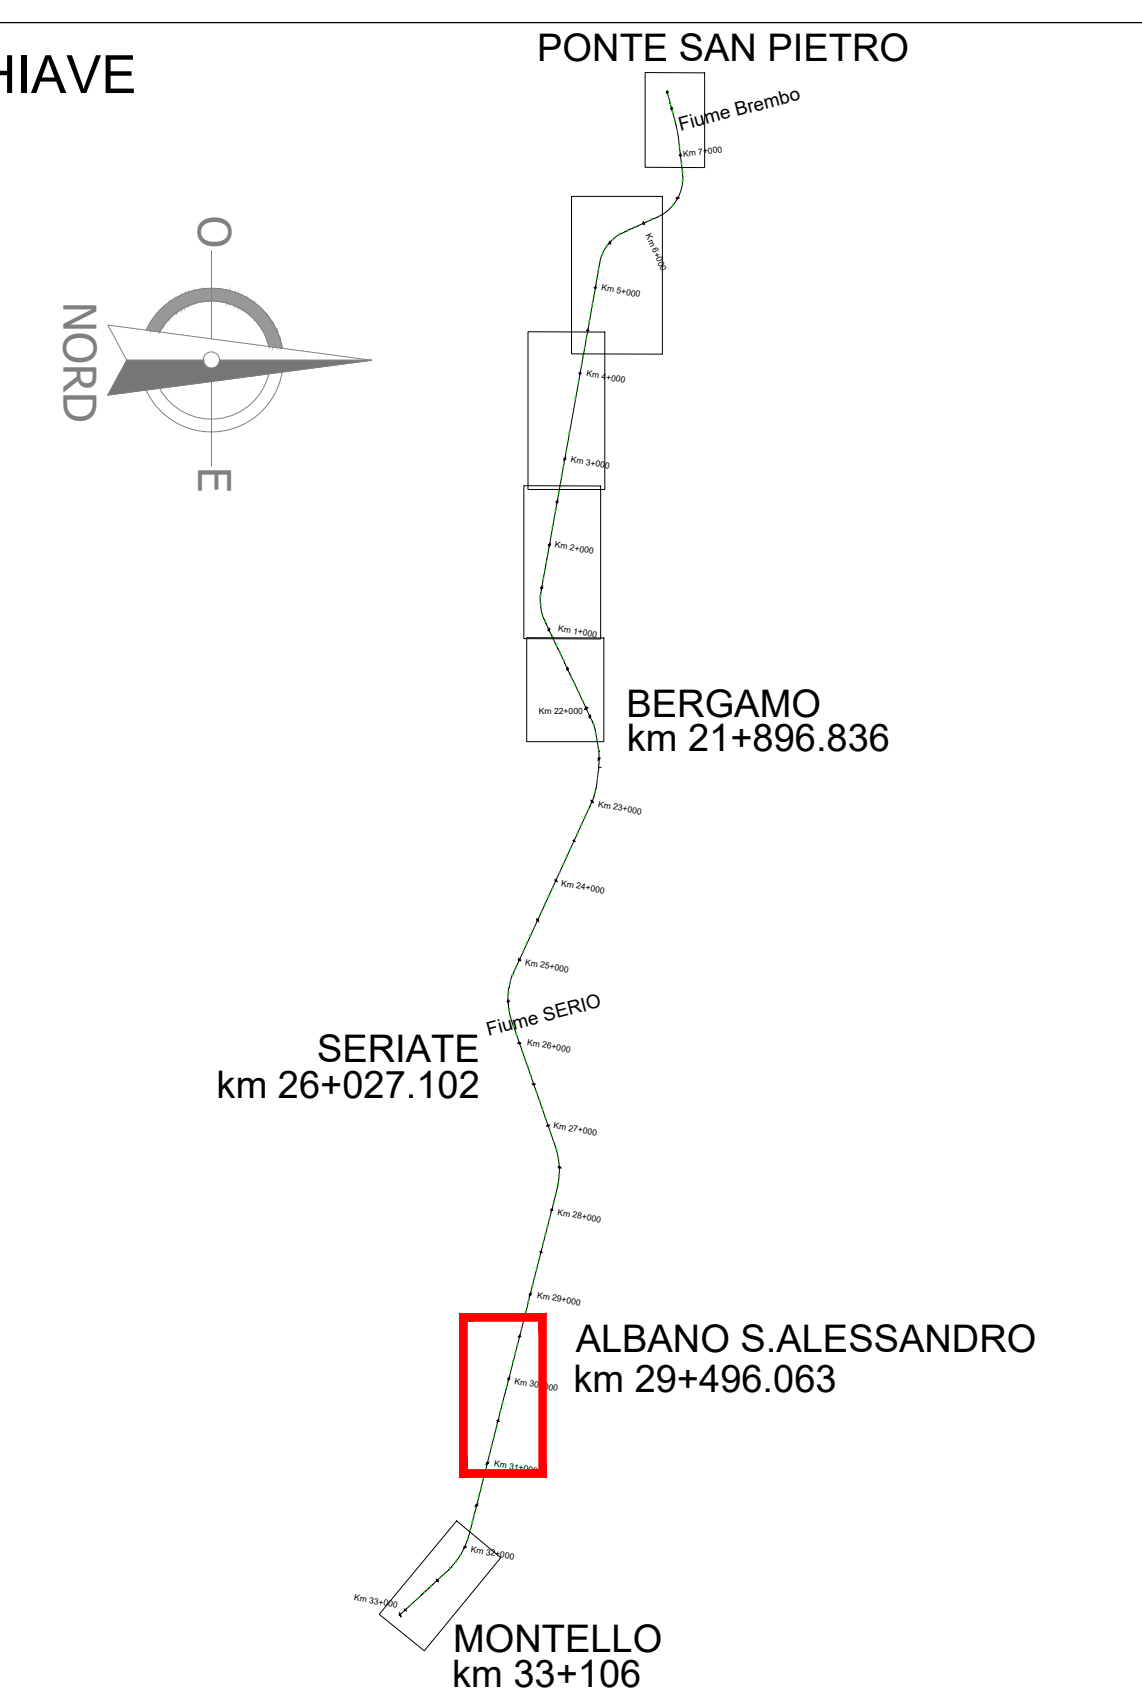 HIAVE
PONTE SAN PIETRO
Fiume Brembo
Km 7+000
O
NORD
E
Km 6+000
Km 5+000
Km 4+000
Km 3+000
Km 2+000
Km 1+000
Km 22+000
BERGAMO
km 21+896.836
Km 23+000
Km 24+000
Km 25+000
Fiume SERIO
SERIATE
km 26+027.102
Km 26+000
Km 27+000
Km 28+000
Km 29+000
ALBANO S.ALESSANDRO
km 29+496.063
Km 30+000
Km 31+000
Km 32+000
Km 33+000
MONTELLO
km 33+106